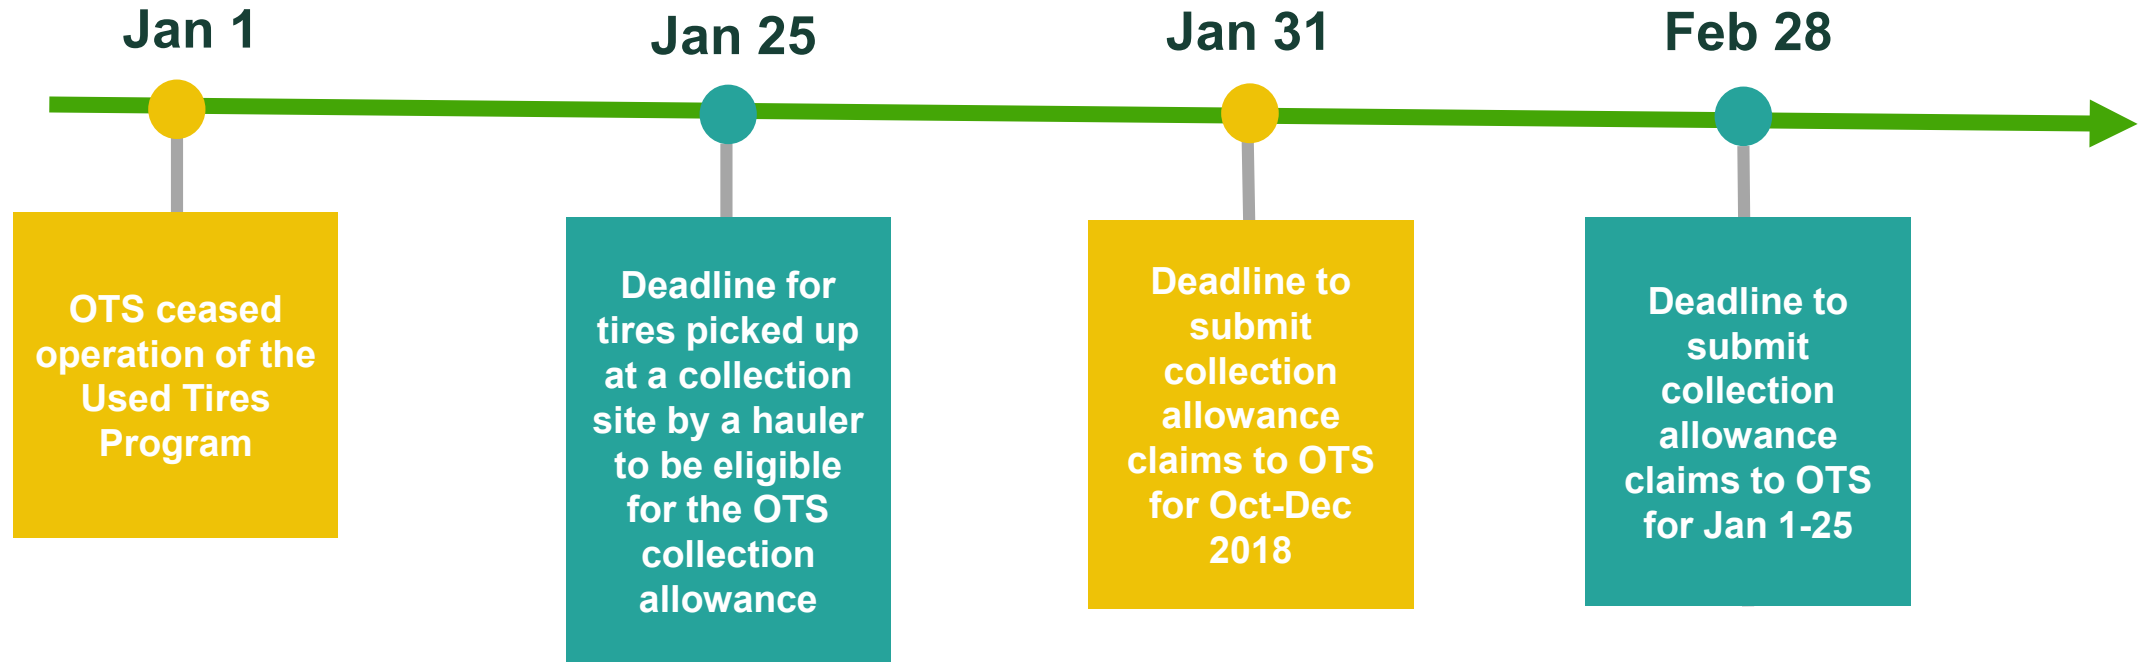 Jan 1
Jan 25
Jan 31
Feb 28
OTS ceased
operation of the
Used Tires
Program
Deadline for
tires picked up
at a collection
site by a hauler
to be eligible
for the OTS
collection
allowance
Deadline to
submit
collection
allowance
claims to OTS
for Oct-Dec
2018
Deadline to
submit
collection
allowance
claims to OTS
for Jan 1-25